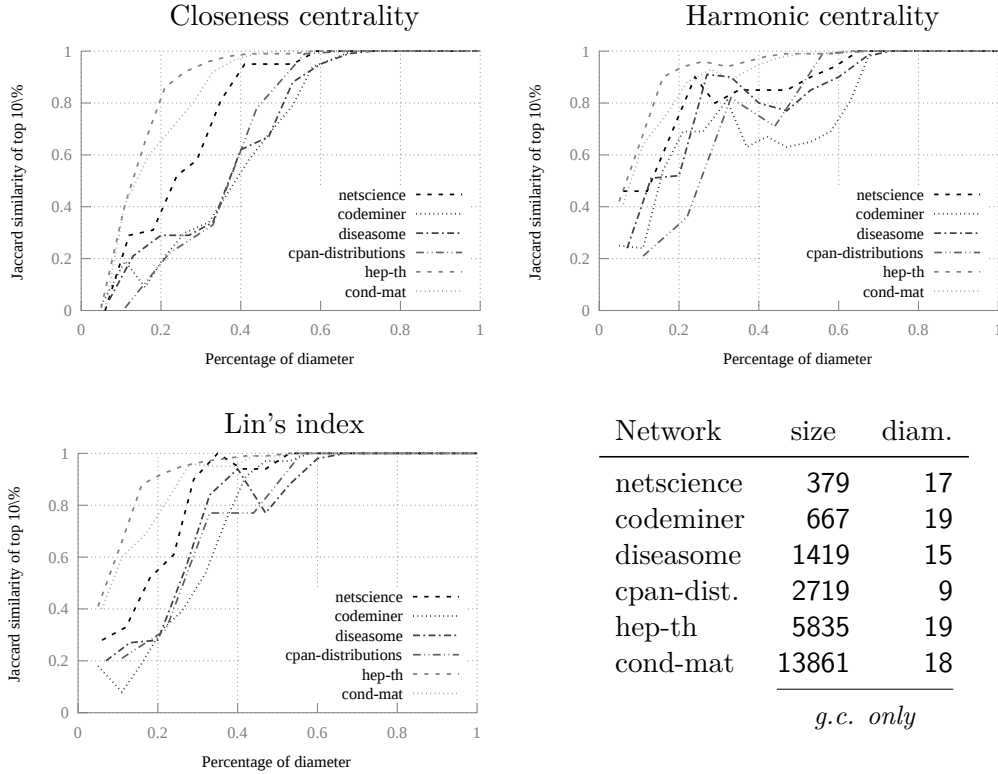 Closeness centrality
Jaccard similarity of top 10\%
1
0.8
0.6
0.4
0.2
0
netscience
codeminer
diseasome
cpan-distributions
hep-th
cond-mat
0 0.2 0.4 0.6 0.8 1
Percentage of diameter
Harmonic centrality
Jaccard similarity of top 10\%
1
0.8
0.6
0.4
0.2
0
netscience
codeminer
diseasome
cpan-distributions
hep-th
cond-mat
0 0.2 0.4 0.6 0.8 1
Percentage of diameter
Lin's index
Jaccard similarity of top 10\%
1
0.8
0.6
0.4
0.2
0
netscience
codeminer
diseasome
cpan-distributions
hep-th
cond-mat
0 0.2 0.4 0.6 0.8 1
Percentage of diameter
Network size diam.
netscience 379 17
codeminer 667 19
diseasome 1419 15
cpan-dist. 2719 9
hep-th 5835 19
cond-mat 13861 18
g.c. only